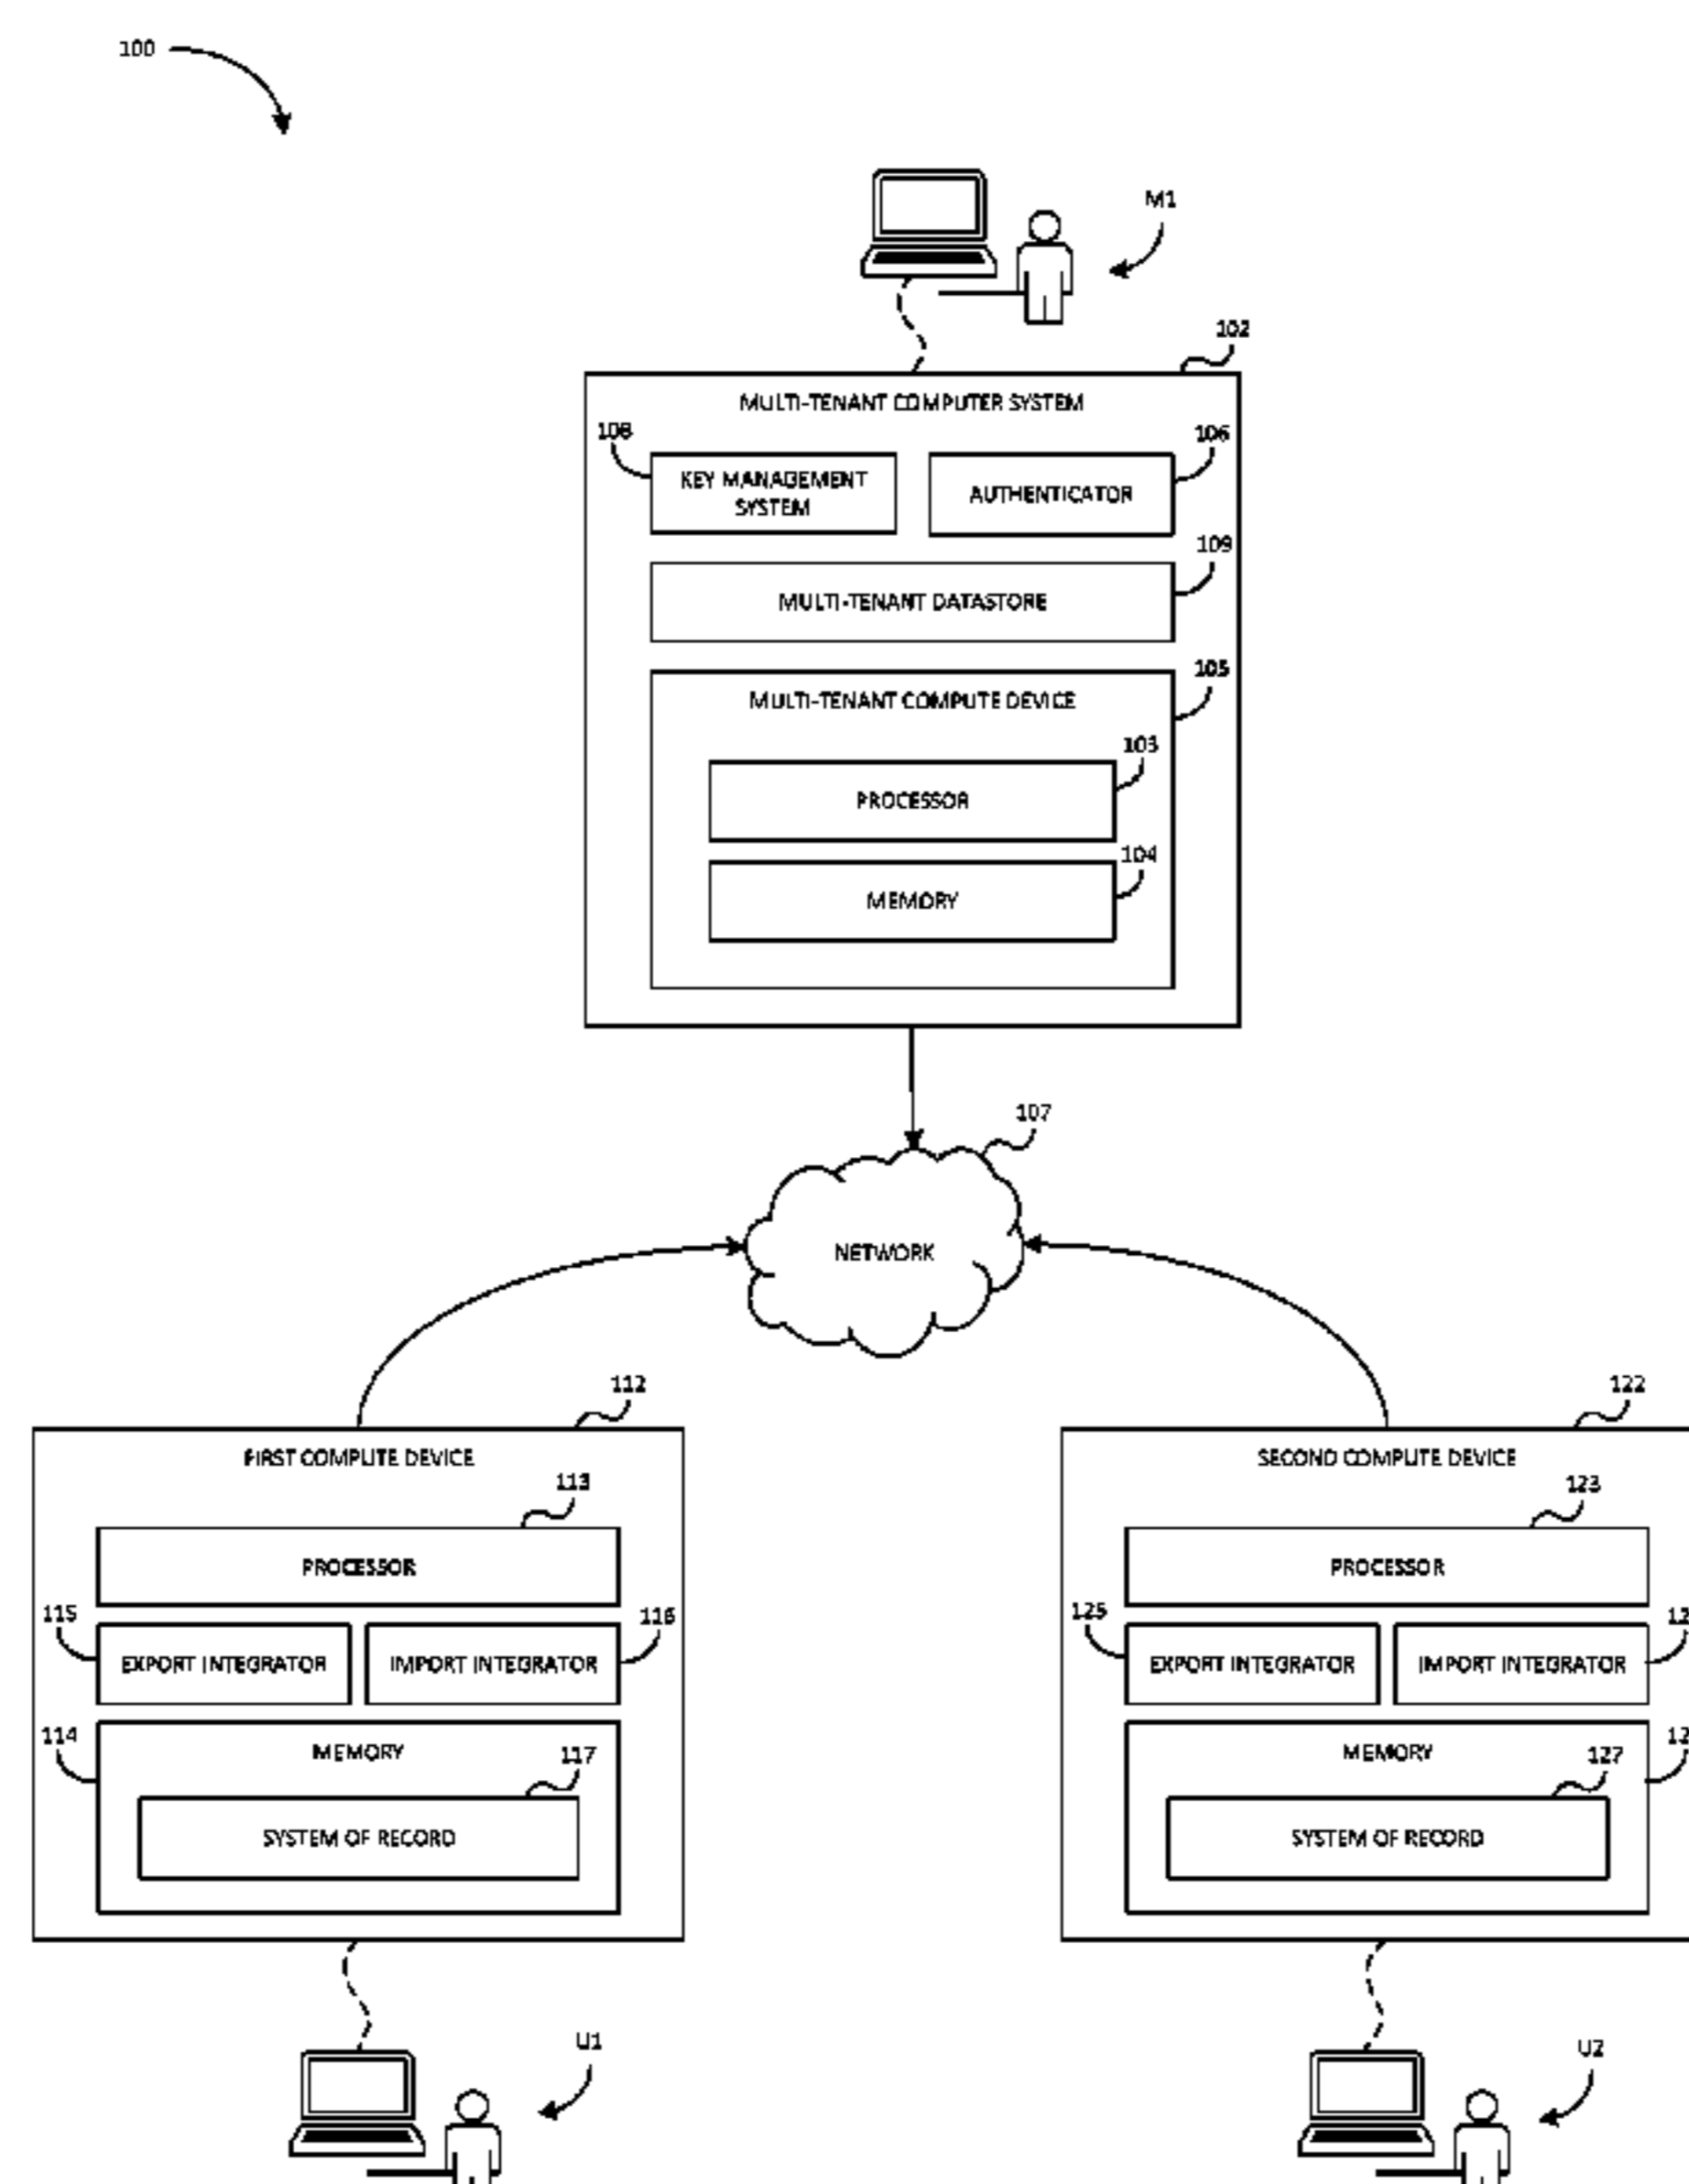 100
M1
102
MULTI-TENANT COMPUTER SYSTEM
108
106
KEY MANAGEMENT
SYSTEM
AUTHENTICATOR
109
MULTI-TENANT DATASTORE
105
MULTI-TENANT COMPUTE DEVICE
103
PROCESSOR
104
MEMORY
107
NETWORK
112
122
FIRST COMPUTE DEVICE
SECOND COMPUTE DEVICE
113
123
PROCESSOR
PROCESSOR
115
116
125
EXPORT INTEGRATOR
IMPORT INTEGRATOR
EXPORT INTEGRATOR
IMPORT INTEGRATOR
114
MEMORY
117
MEMORY
127
SYSTEM OF RECORD
SYSTEM OF RECORD
U1
U2